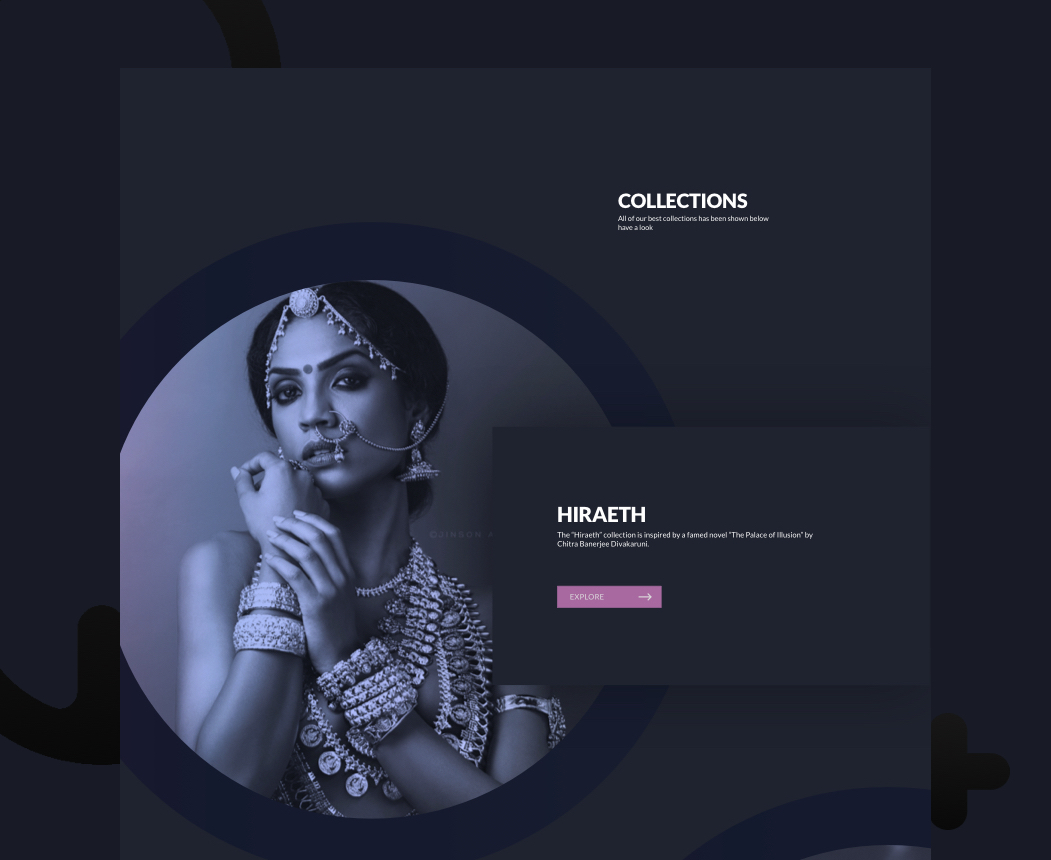 COLLECTIONS
All of our best collections has been shown below
have a look
HIRAETH
The "Hiraeth" collection is inspired by a famed novel "The Palace of Illusion" by
Chitra Banerjee Divakaruni.
EXPLORE